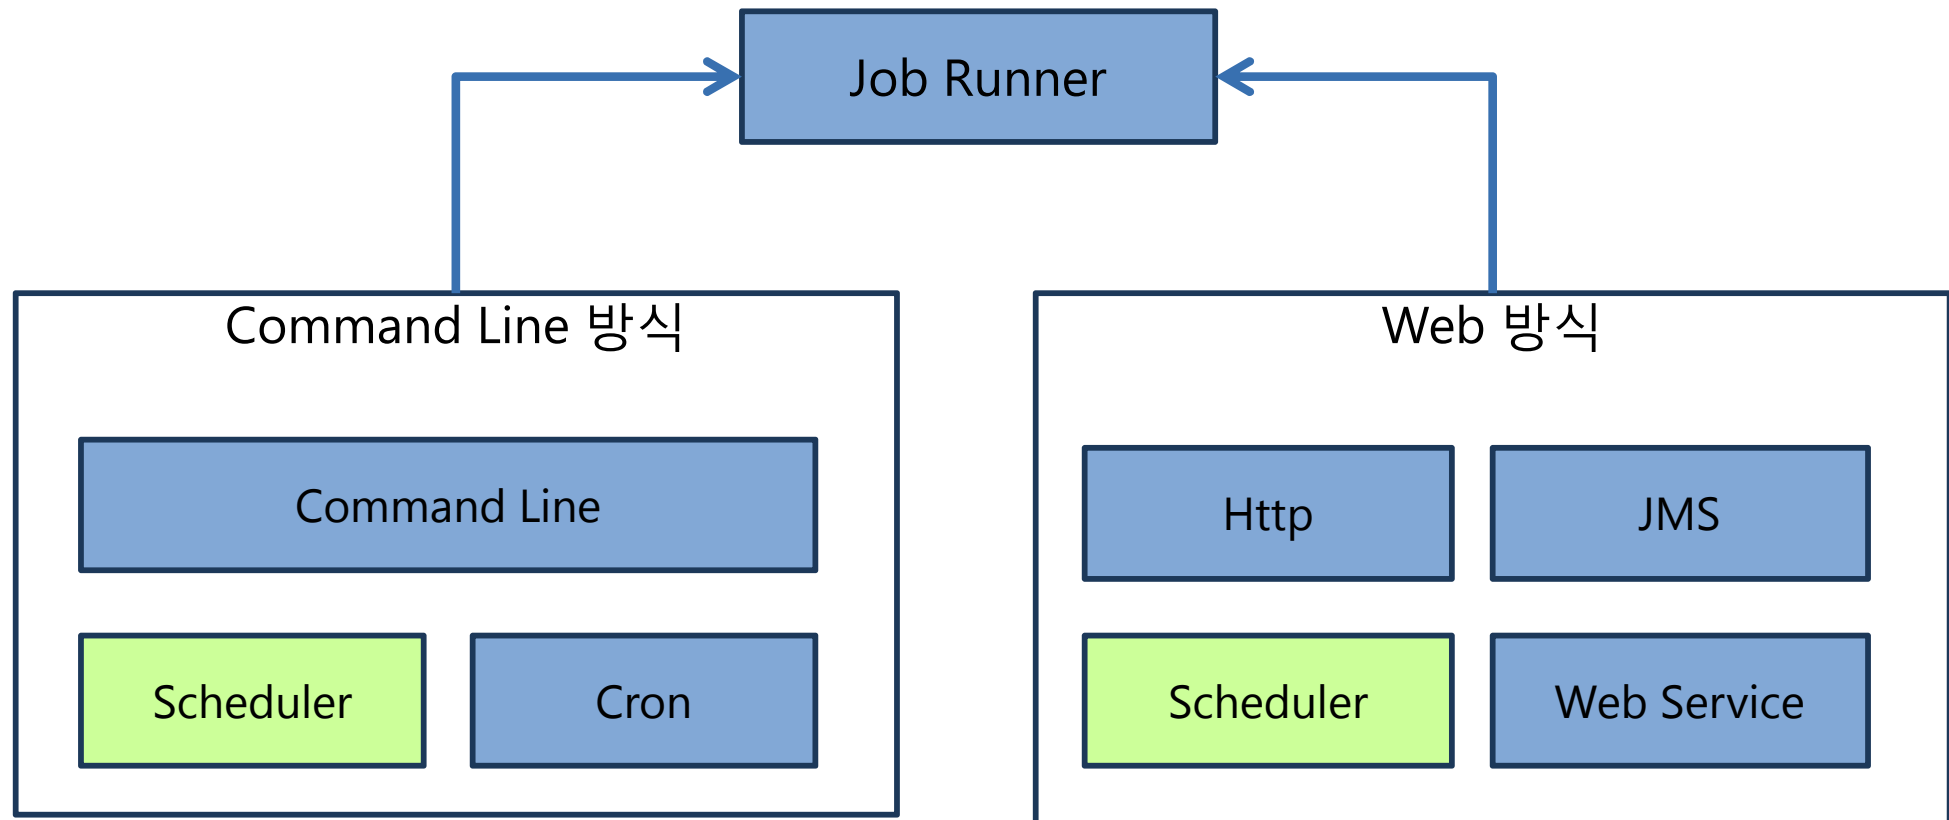 Job Runner
Command Line 방식
Command Line
Scheduler
Cron
Web 방식
Http
JMS
Scheduler
Web Service